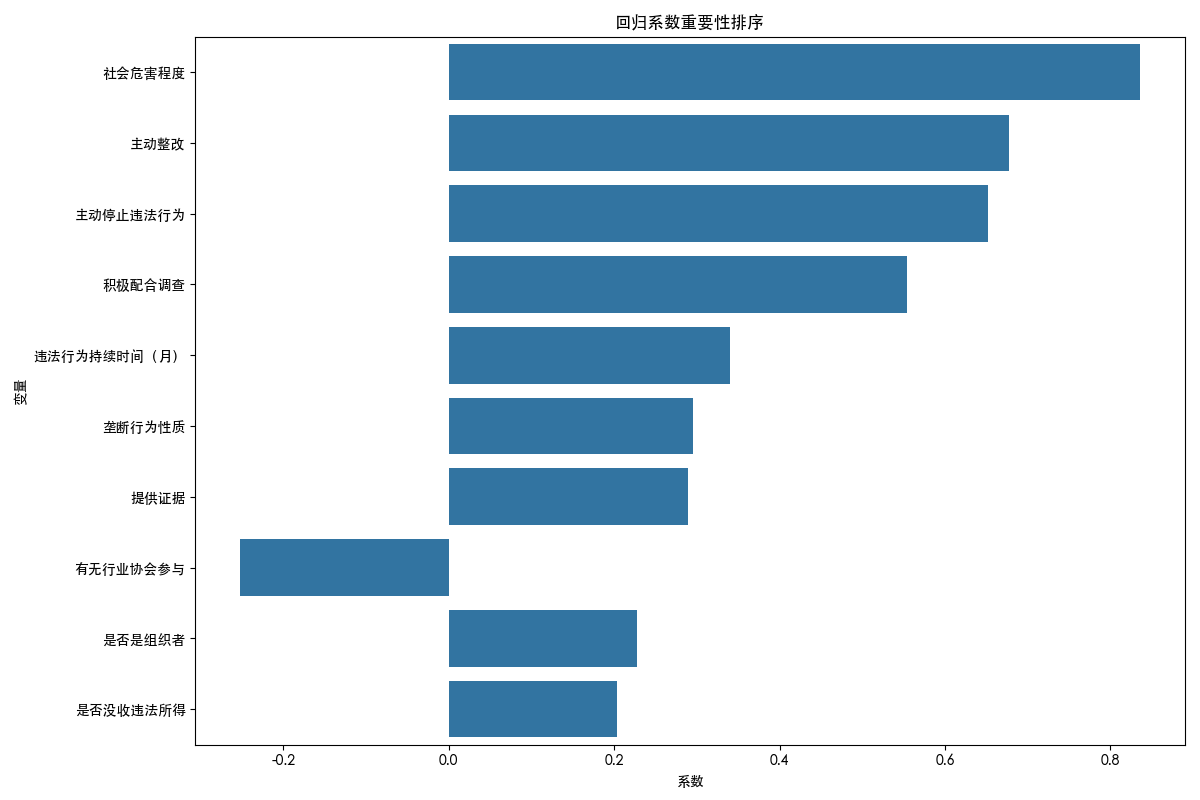 回归系数重要性排序
社会危害程度
主动整改
主动停止违法行为
积极配合调查
违法行为持续时间（月）
垄断行为性质
提供证据
有无行业协会参与
是否是组织者
是否没收违法所得
变量
-0.2 0.0 0.2 0.4 0.6 0.8
系数